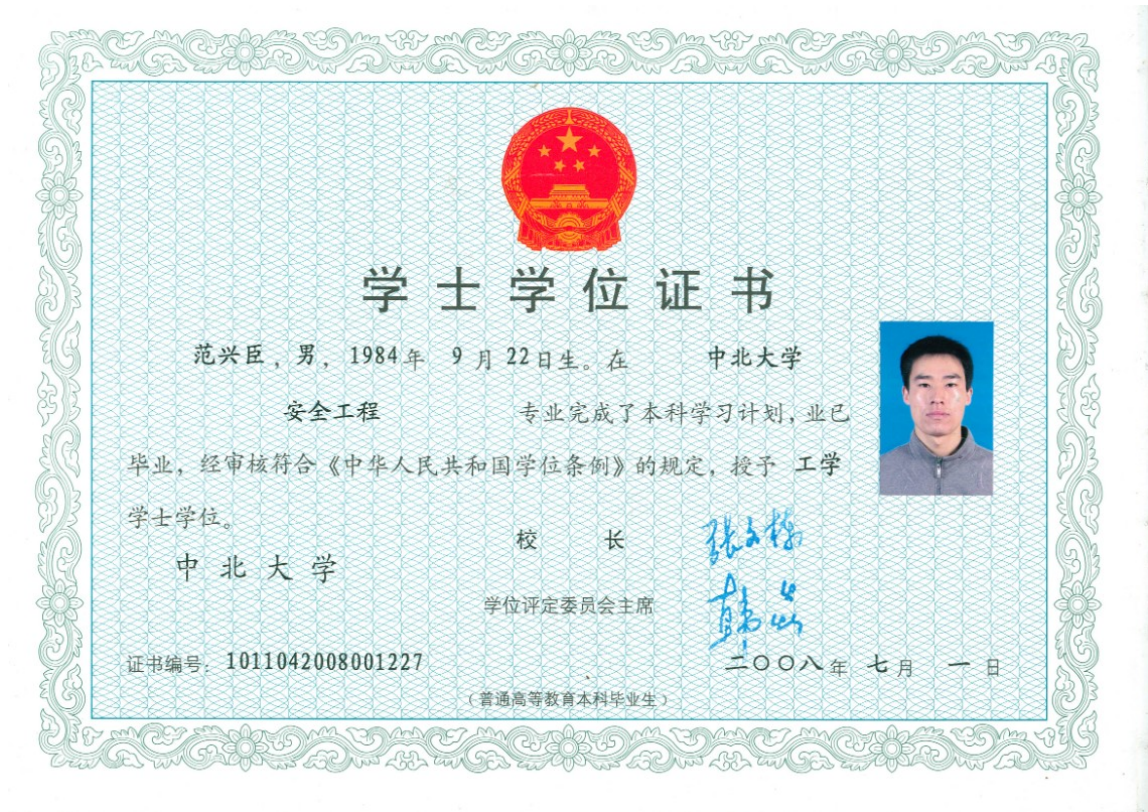 学士学位证书
范兴臣，男，1984年 9月22日生。在 中北大学
安全工程 专业完成了本科学习计划，业已
毕业，经审核符合《中华人民共和国学位条例》的规定，授予 工学
学士学位。
校 长 张文栋
中北大学
学位评定委员会主席 韩焱
证书编号：1011042008001227 二〇〇八年 七月 一日
（普通高等教育本科毕业生）